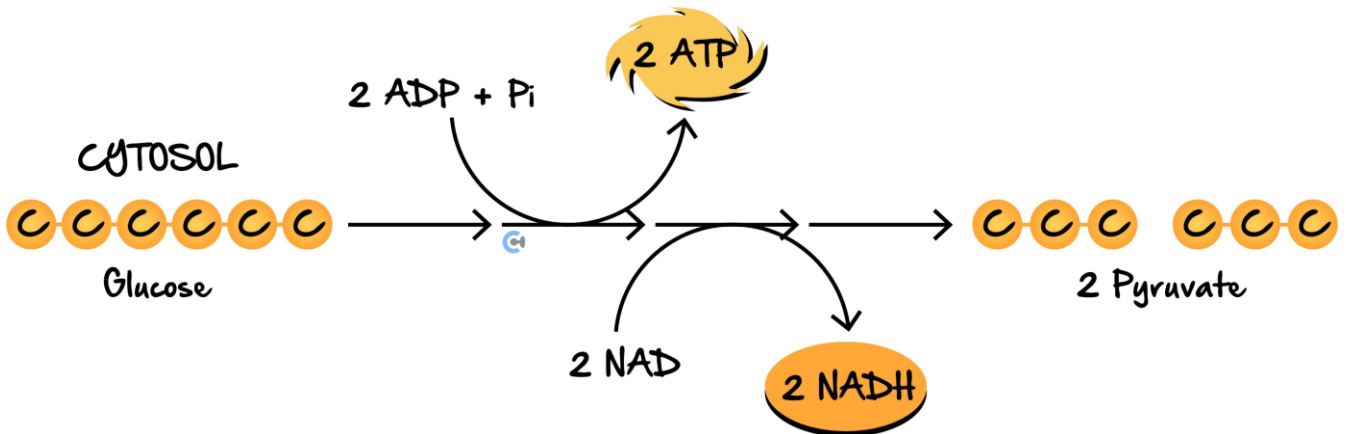 2 ATP
2 ADP + Pi
CYTOSOL
C C C C C C
C C C
C C C
Glucose
2 Pyruvate
2 NAD
2 NADH